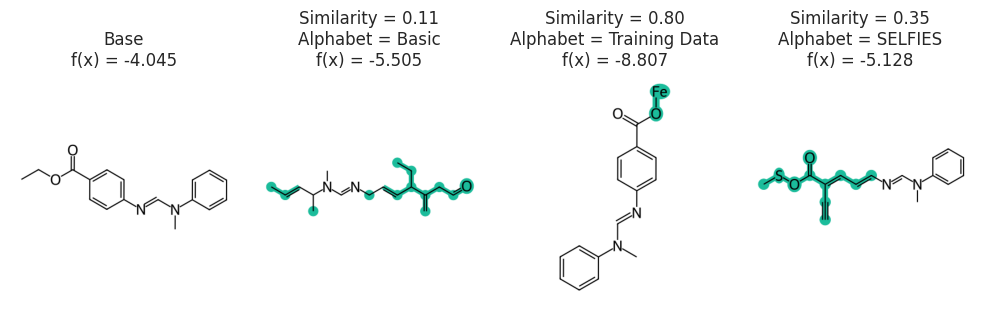 Base
f(x) = -4.045
Similarity = 0.11
Alphabet = Basic
f(x) = -5.505
Similarity = 0.80
Alphabet = Training Data
f(x) = -8.807
Similarity = 0.35
Alphabet = SELFIES
f(x) = -5.128
O
O
N
N
N
N
O
Fe
O
O
N
N
O
S
O
N
N